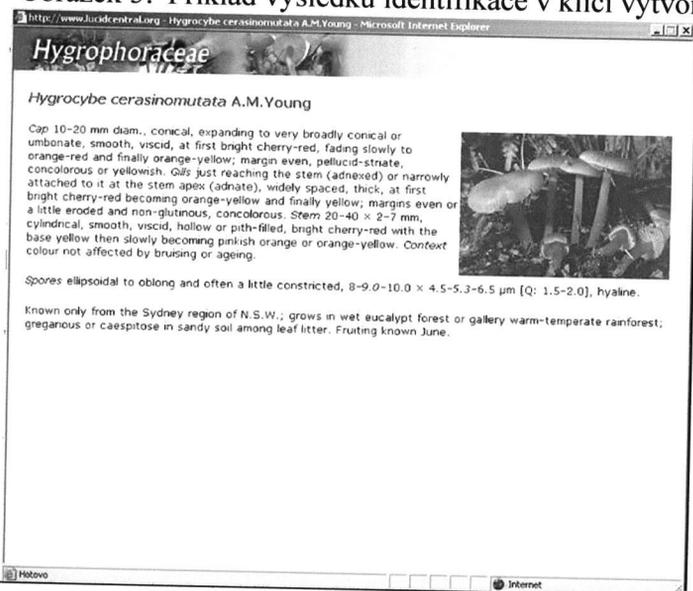 Obrázek 3: Příklad výsledku identifikace v klíči vytvoř
http://www.lucidcentral.org - Hygrocybe cerasinomutata A.M.Young - Microsoft Internet Explorer
Hygrophoraceae
Hygrocybe cerasinomutata A.M.Young
Cap 10-20 mm diam., conical, expanding to very broadly conical or
umbonate, smooth, viscid, at first bright cherry-red, fading slowly to
orange-red and finally orange-yellow; margin even, pellucid-striate,
concolorous or yellowish. Gills just reaching the stem (adnexed) or narrowly
attached to it at the stem apex (adnate), widely spaced, thick, at first
bright cherry-red becoming orange-yellow and finally yellow; margins even or
a little eroded and non-glutinous, concolorous. Stem 20-40 × 2-7 mm,
cylindrical, smooth, viscid, hollow or pith-filled, bright cherry-red with the
base yellow then slowly becoming pinkish orange or orange-yellow. Context
colour not affected by bruising or ageing.
Spores ellipsoidal to oblong and often a little constricted, 8-9.0-10.0 × 4.5-5.3-6.5 µm [Q: 1.5-2.0], hyaline.
Known only from the Sydney region of N.S.W.; grows in wet eucalypt forest or gallery warm-temperate rainforest;
gregarious or caespitose in sandy soil among leaf litter. Fruiting known June.
Hotovo
Internet